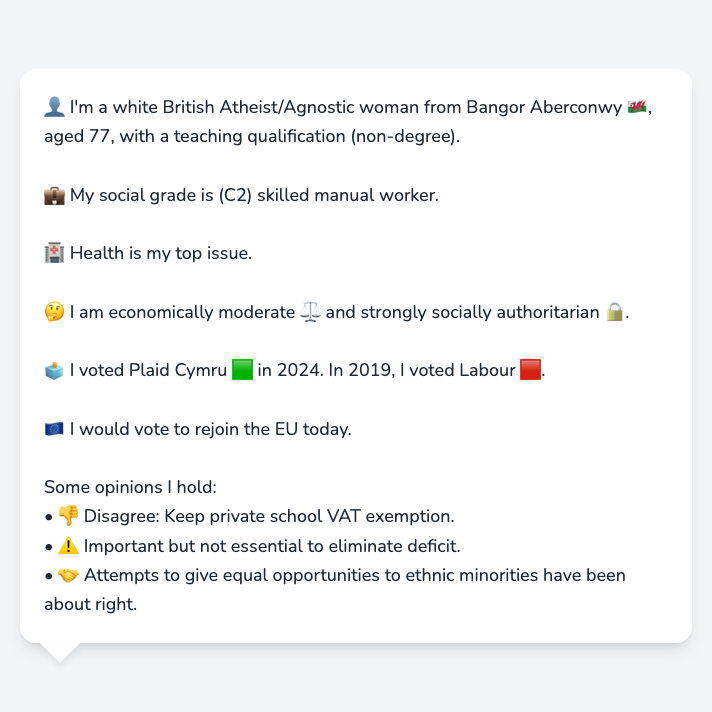 👤 I'm a white British Atheist/Agnostic woman from Bangor Aberconwy 🏴󠁧󠁢󠁷󠁬󠁳󠁿,
aged 77, with a teaching qualification (non-degree).
💼 My social grade is (C2) skilled manual worker.
🏥 Health is my top issue.
🤔 I am economically moderate ⚖️ and strongly socially authoritarian 🔒.
🗳️ I voted Plaid Cymru 🟩 in 2024. In 2019, I voted Labour 🟥.
🇪🇺 I would vote to rejoin the EU today.
Some opinions I hold:
• 👎 Disagree: Keep private school VAT exemption.
• ⚠️ Important but not essential to eliminate deficit.
• 🤝 Attempts to give equal opportunities to ethnic minorities have been
about right.